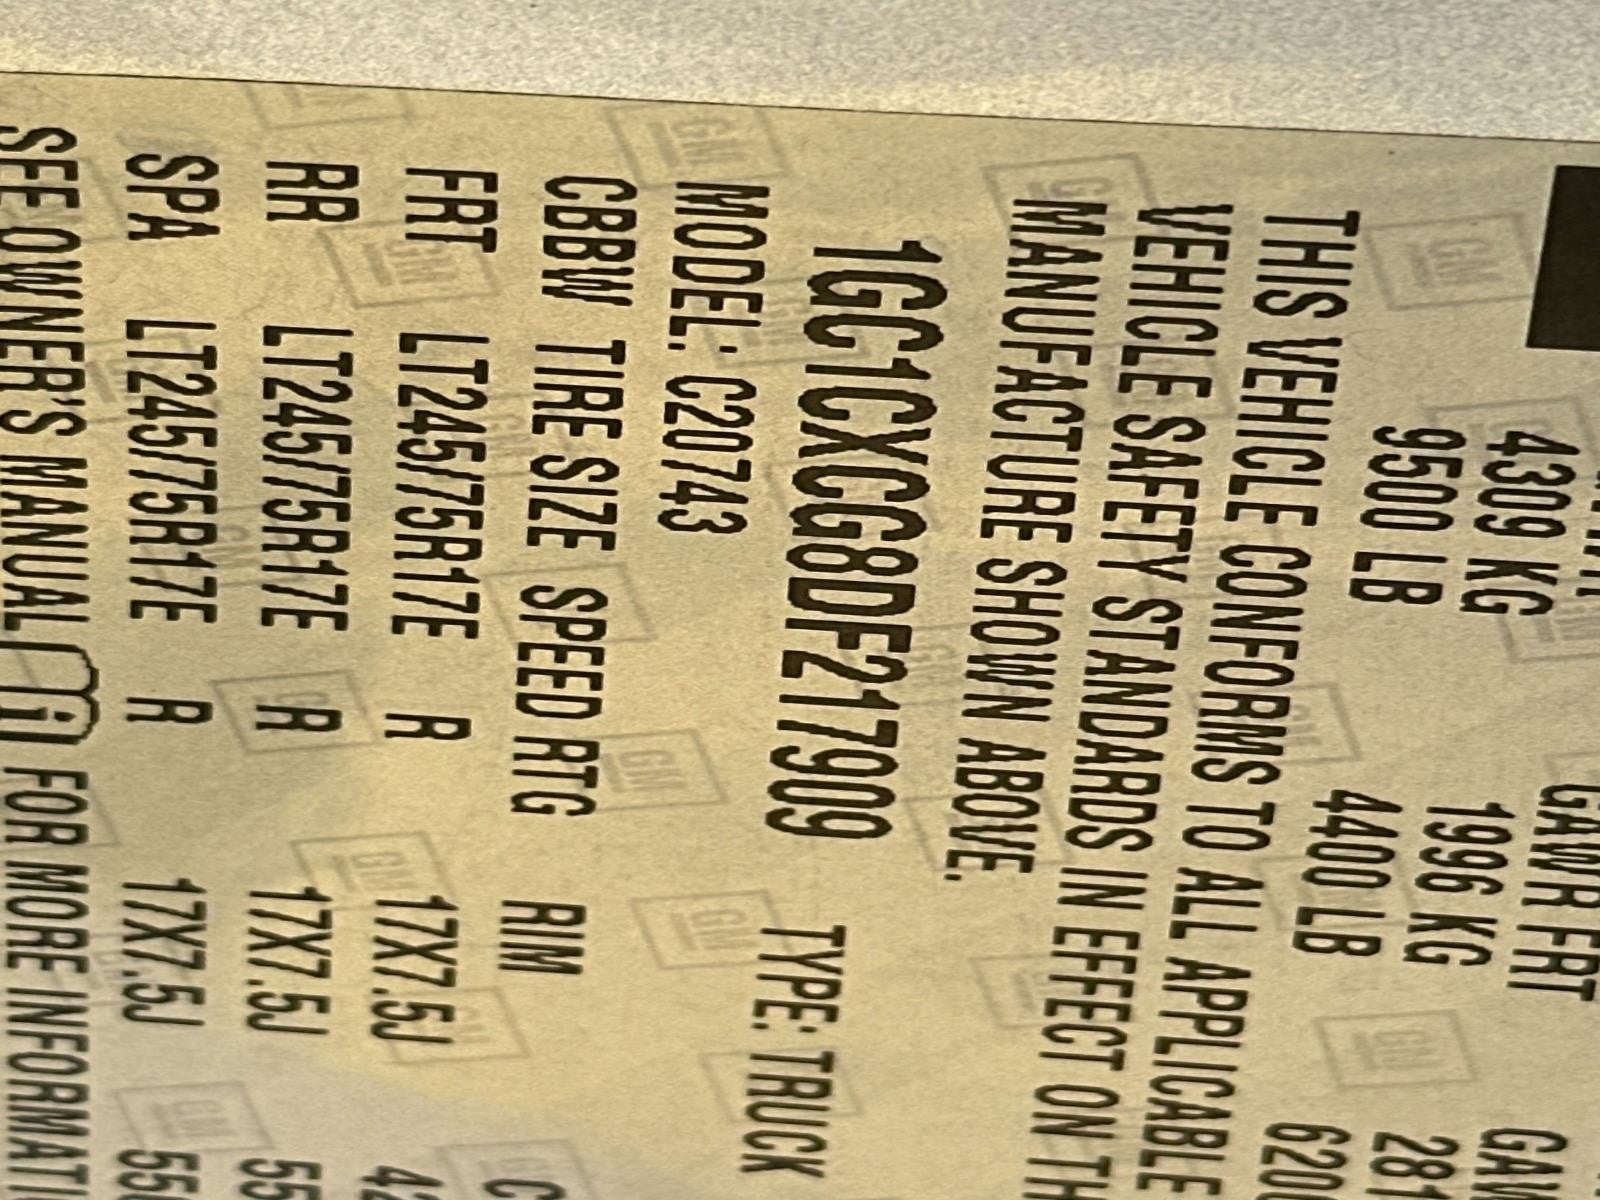 GAWR FRT
4309 KG 1996 KG
9500 LB 4400 LB
THIS VEHICLE CONFORMS TO ALL APPLICABLE
VEHICLE SAFETY STANDARDS IN EFFECT ON
MANUFACTURE SHOWN ABOVE.
1GC1CXCG8DF217909 TYPE: TRUCK
MODEL: C20743
CBBW TIRE SIZE SPEED RTG RIM
FRT LT245/75R17E R 17X7.5J
RR LT245/75R17E R 17X7.5J
SPA LT245/75R17E R 17X7.5J
SEE OWNER'S MANUAL i FOR MORE
GM